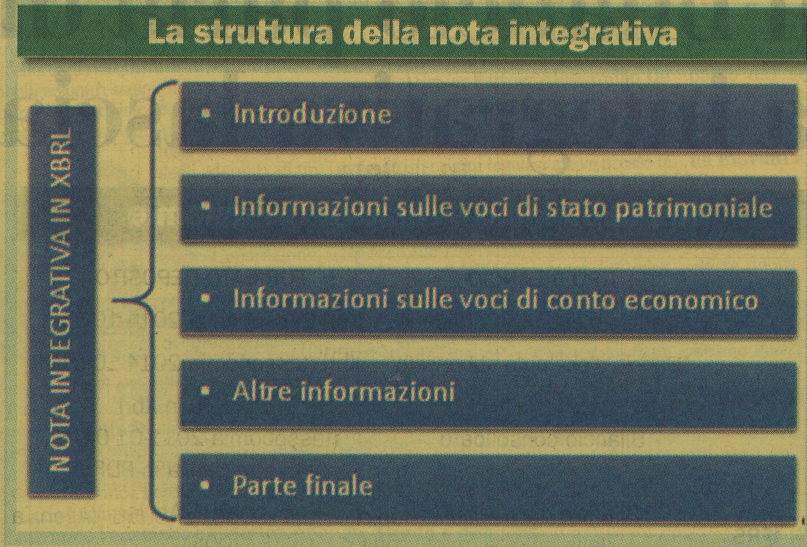 La struttura della nota integrativa
NOTA INTEGRATIVA IN XBRL
• Introduzione
• Informazioni sulle voci di stato patrimoniale
• Informazioni sulle voci di conto economico
• Altre informazioni
• Parte finale